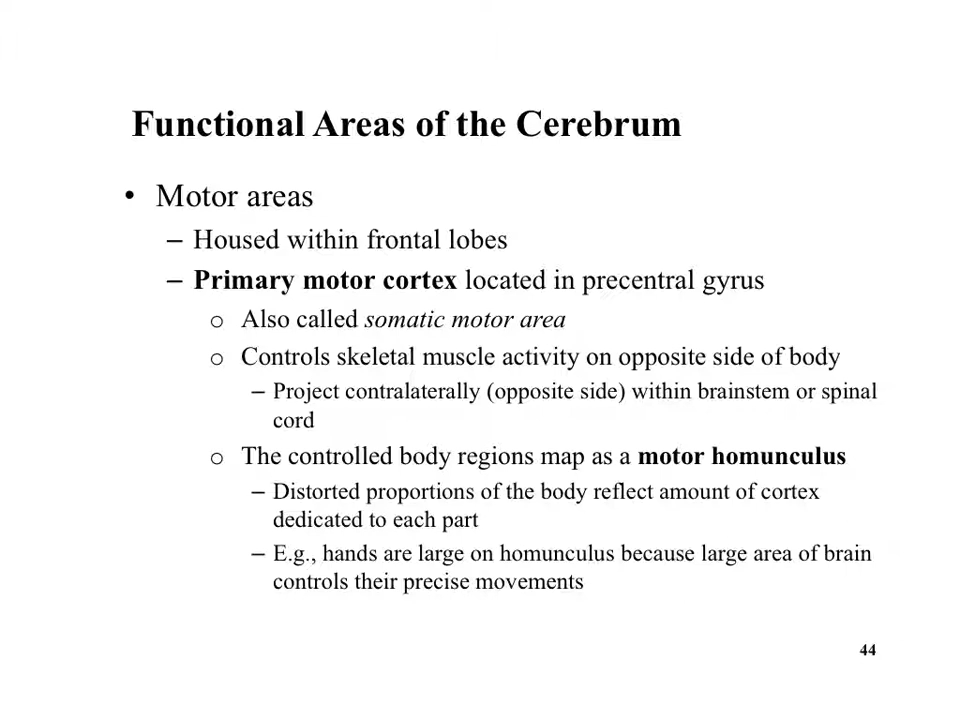 Functional Areas of the Cerebrum
• Motor areas
– Housed within frontal lobes
– Primary motor cortex located in precentral gyrus
o Also called somatic motor area
o Controls skeletal muscle activity on opposite side of body
– Project contralaterally (opposite side) within brainstem or spinal
cord
o The controlled body regions map as a motor homunculus
– Distorted proportions of the body reflect amount of cortex
dedicated to each part
– E.g., hands are large on homunculus because large area of brain
controls their precise movements
44